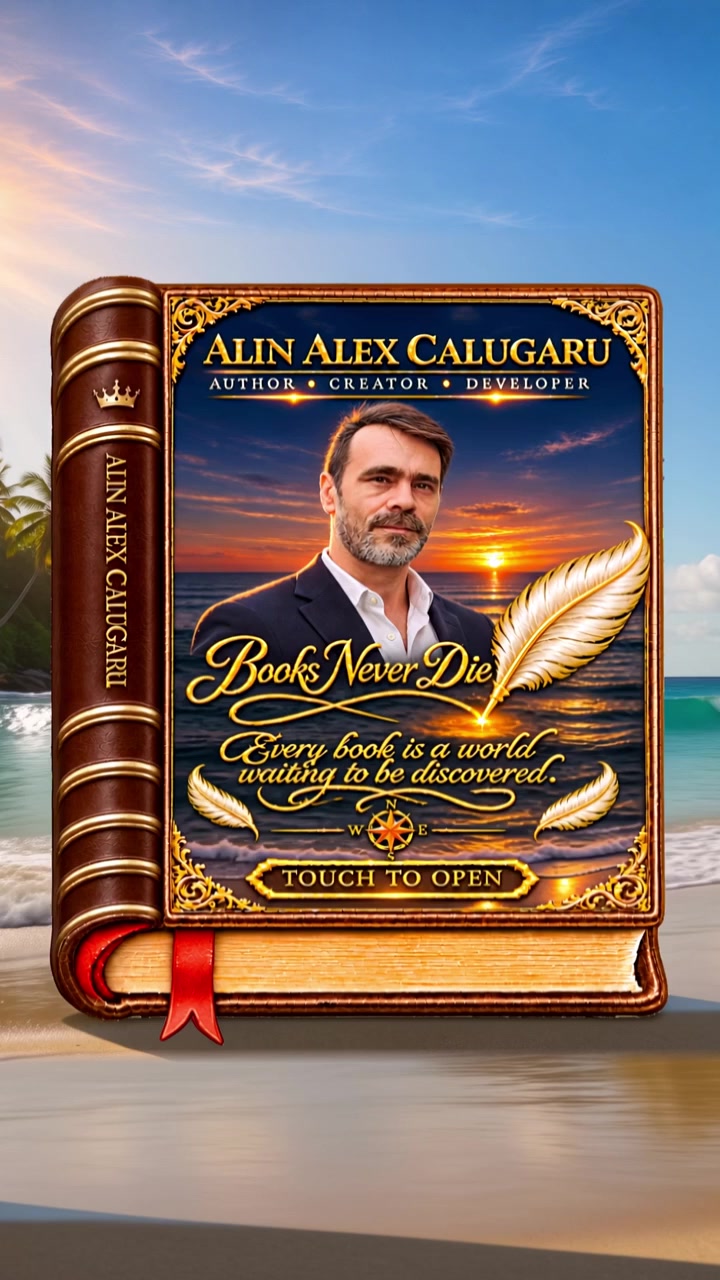 ALIN ALEX CALUGARU
AUTHOR • CREATOR • DEVELOPER
ALIN ALEX CALUGARU
Books Never Die
Every book is a world
waiting to be discovered.
N
W E
S
TOUCH TO OPEN